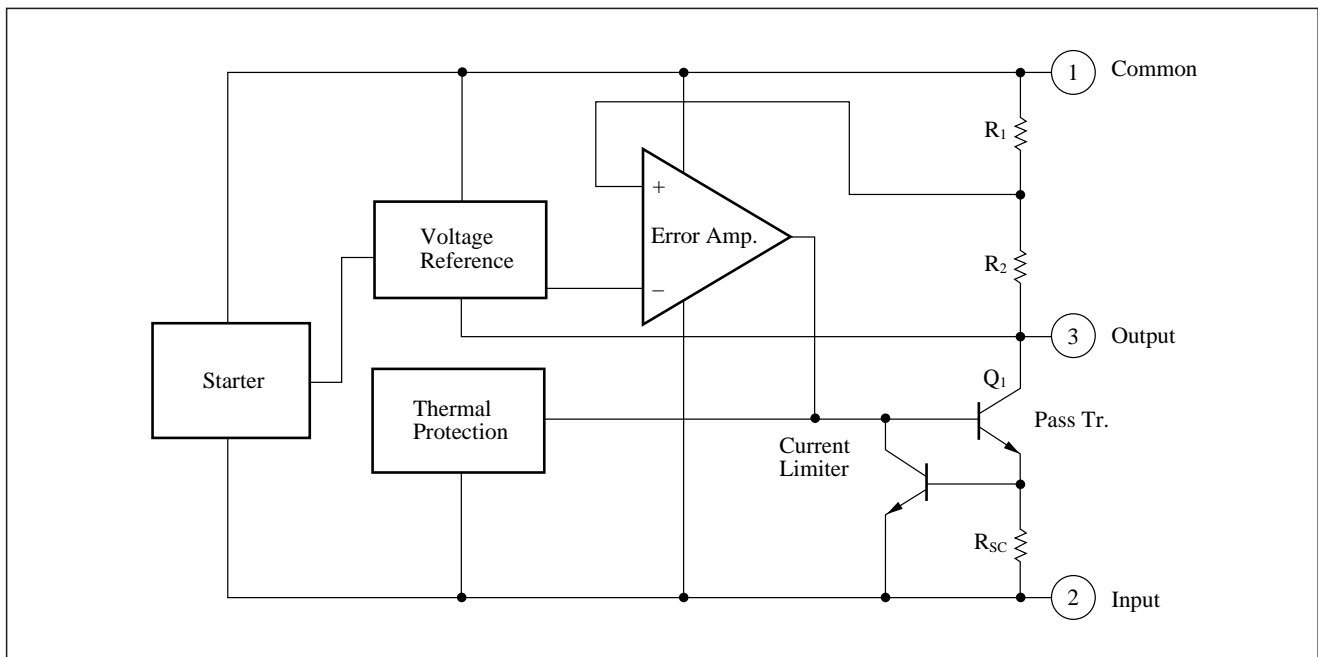 1
Common
R1
+
Voltage
Reference
Error Amp.
R2
−
3
Output
Starter
Q1
Thermal
Protection
Pass Tr.
Current
Limiter
RSC
2
Input